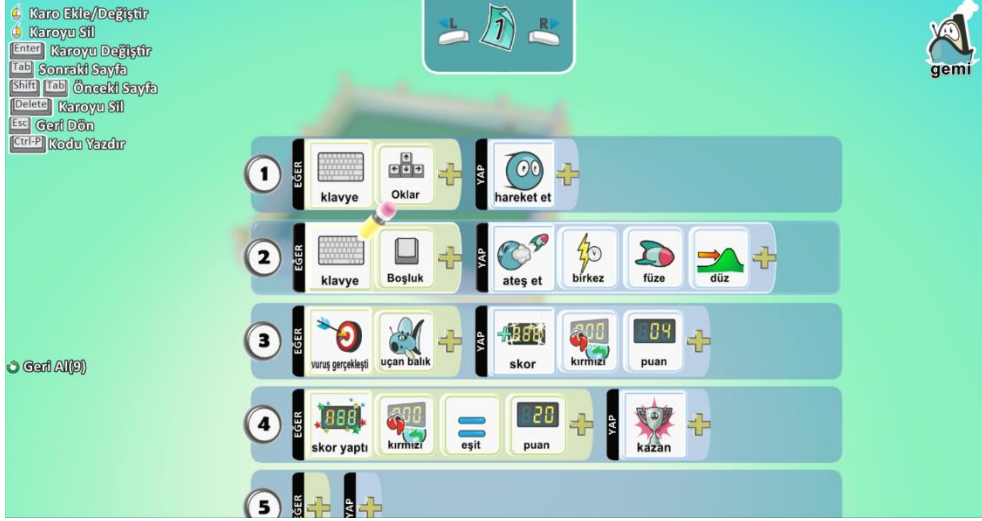 Karo Ekle/Değiştir
Karoyu Sil
Enter Karoyu Değiştir
Tab Sonraki Sayfa
Shift Tab Önceki Sayfa
Delete Karoyu Sil
Esc Geri Dön
Ctrl-P Kodu Yazdır
L 1 R
gemi
1 EĞER klavye Oklar YAP hareket et
2 EĞER klavye Boşluk YAP ateş et birkez füze düz
3 EĞER vuruş gerçekleşti uçan balık YAP skor kırmızı 04 puan
Geri Al(9)
4 EĞER skor yaptı kırmızı eşit 20 puan YAP kazan
5 EĞER YAP